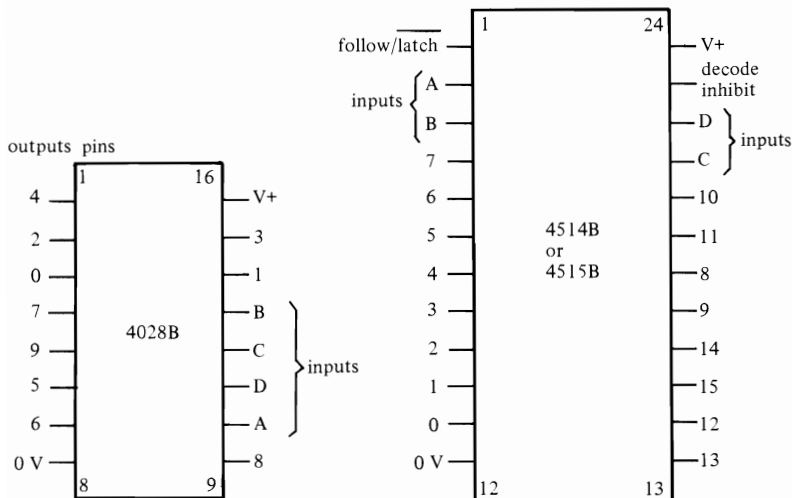 outputs pins
1 16
4 V+
2 3
0 1
7 B
9 C
5 D
6 A
0 V 8
8 9
4028B
inputs
1 24
follow/latch V+
A decode
inhibit
inputs
B D
inputs
7 C
6 10
5 11
4 8
3 9
2 14
1 15
0 12
0 V 13
12 13
4514B
or
4515B